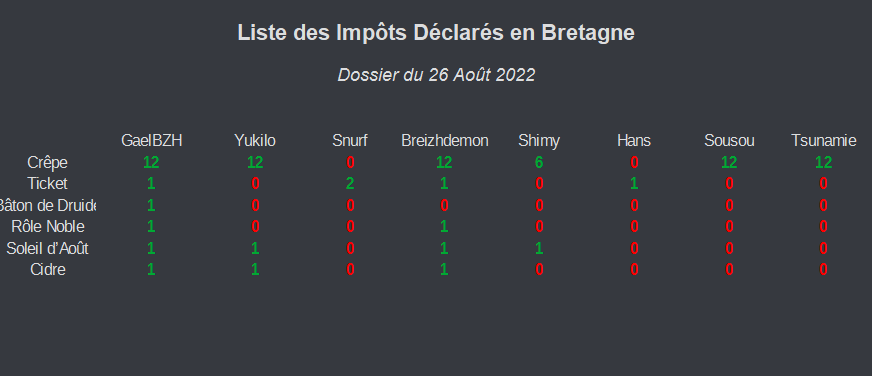 Liste des Impôts Déclarés en Bretagne
Dossier du 26 Août 2022
GaelBZH Yukilo Snurf Breizhdemon Shimy Hans Sousou Tsunamie
Crêpe 12 12 0 12 6 0 12 12
Ticket 1 0 2 1 0 1 0 0
Bâton de Druide 1 0 0 0 0 0 0 0
Rôle Noble 1 0 0 1 0 0 0 0
Soleil d'Août 1 1 0 1 1 0 0 0
Cidre 1 1 0 1 0 0 0 0